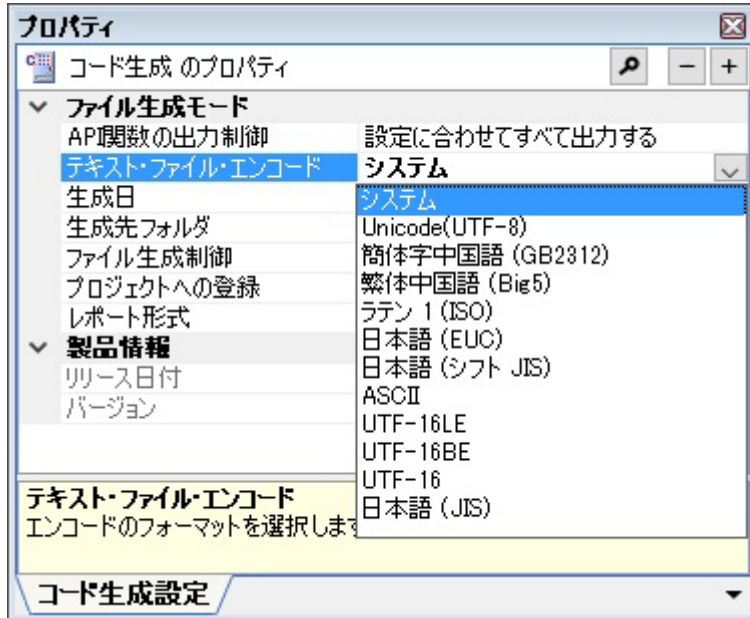 プロパティ
コード生成 のプロパティ
ファイル生成モード
API関数の出力制御 設定に合わせてすべて出力する
テキスト・ファイル・エンコード システム
生成日
生成先フォルダ
ファイル生成制御
プロジェクトへの登録
レポート形式
製品情報
リリース日付
バージョン
システム
Unicode(UTF-8)
簡体字中国語 (GB2312)
繁体中国語 (Big5)
ラテン 1 (ISO)
日本語 (EUC)
日本語 (シフト JIS)
ASCII
UTF-16LE
UTF-16BE
UTF-16
日本語 (JIS)
テキスト・ファイル・エンコード
エンコードのフォーマットを選択しま
コード生成設定